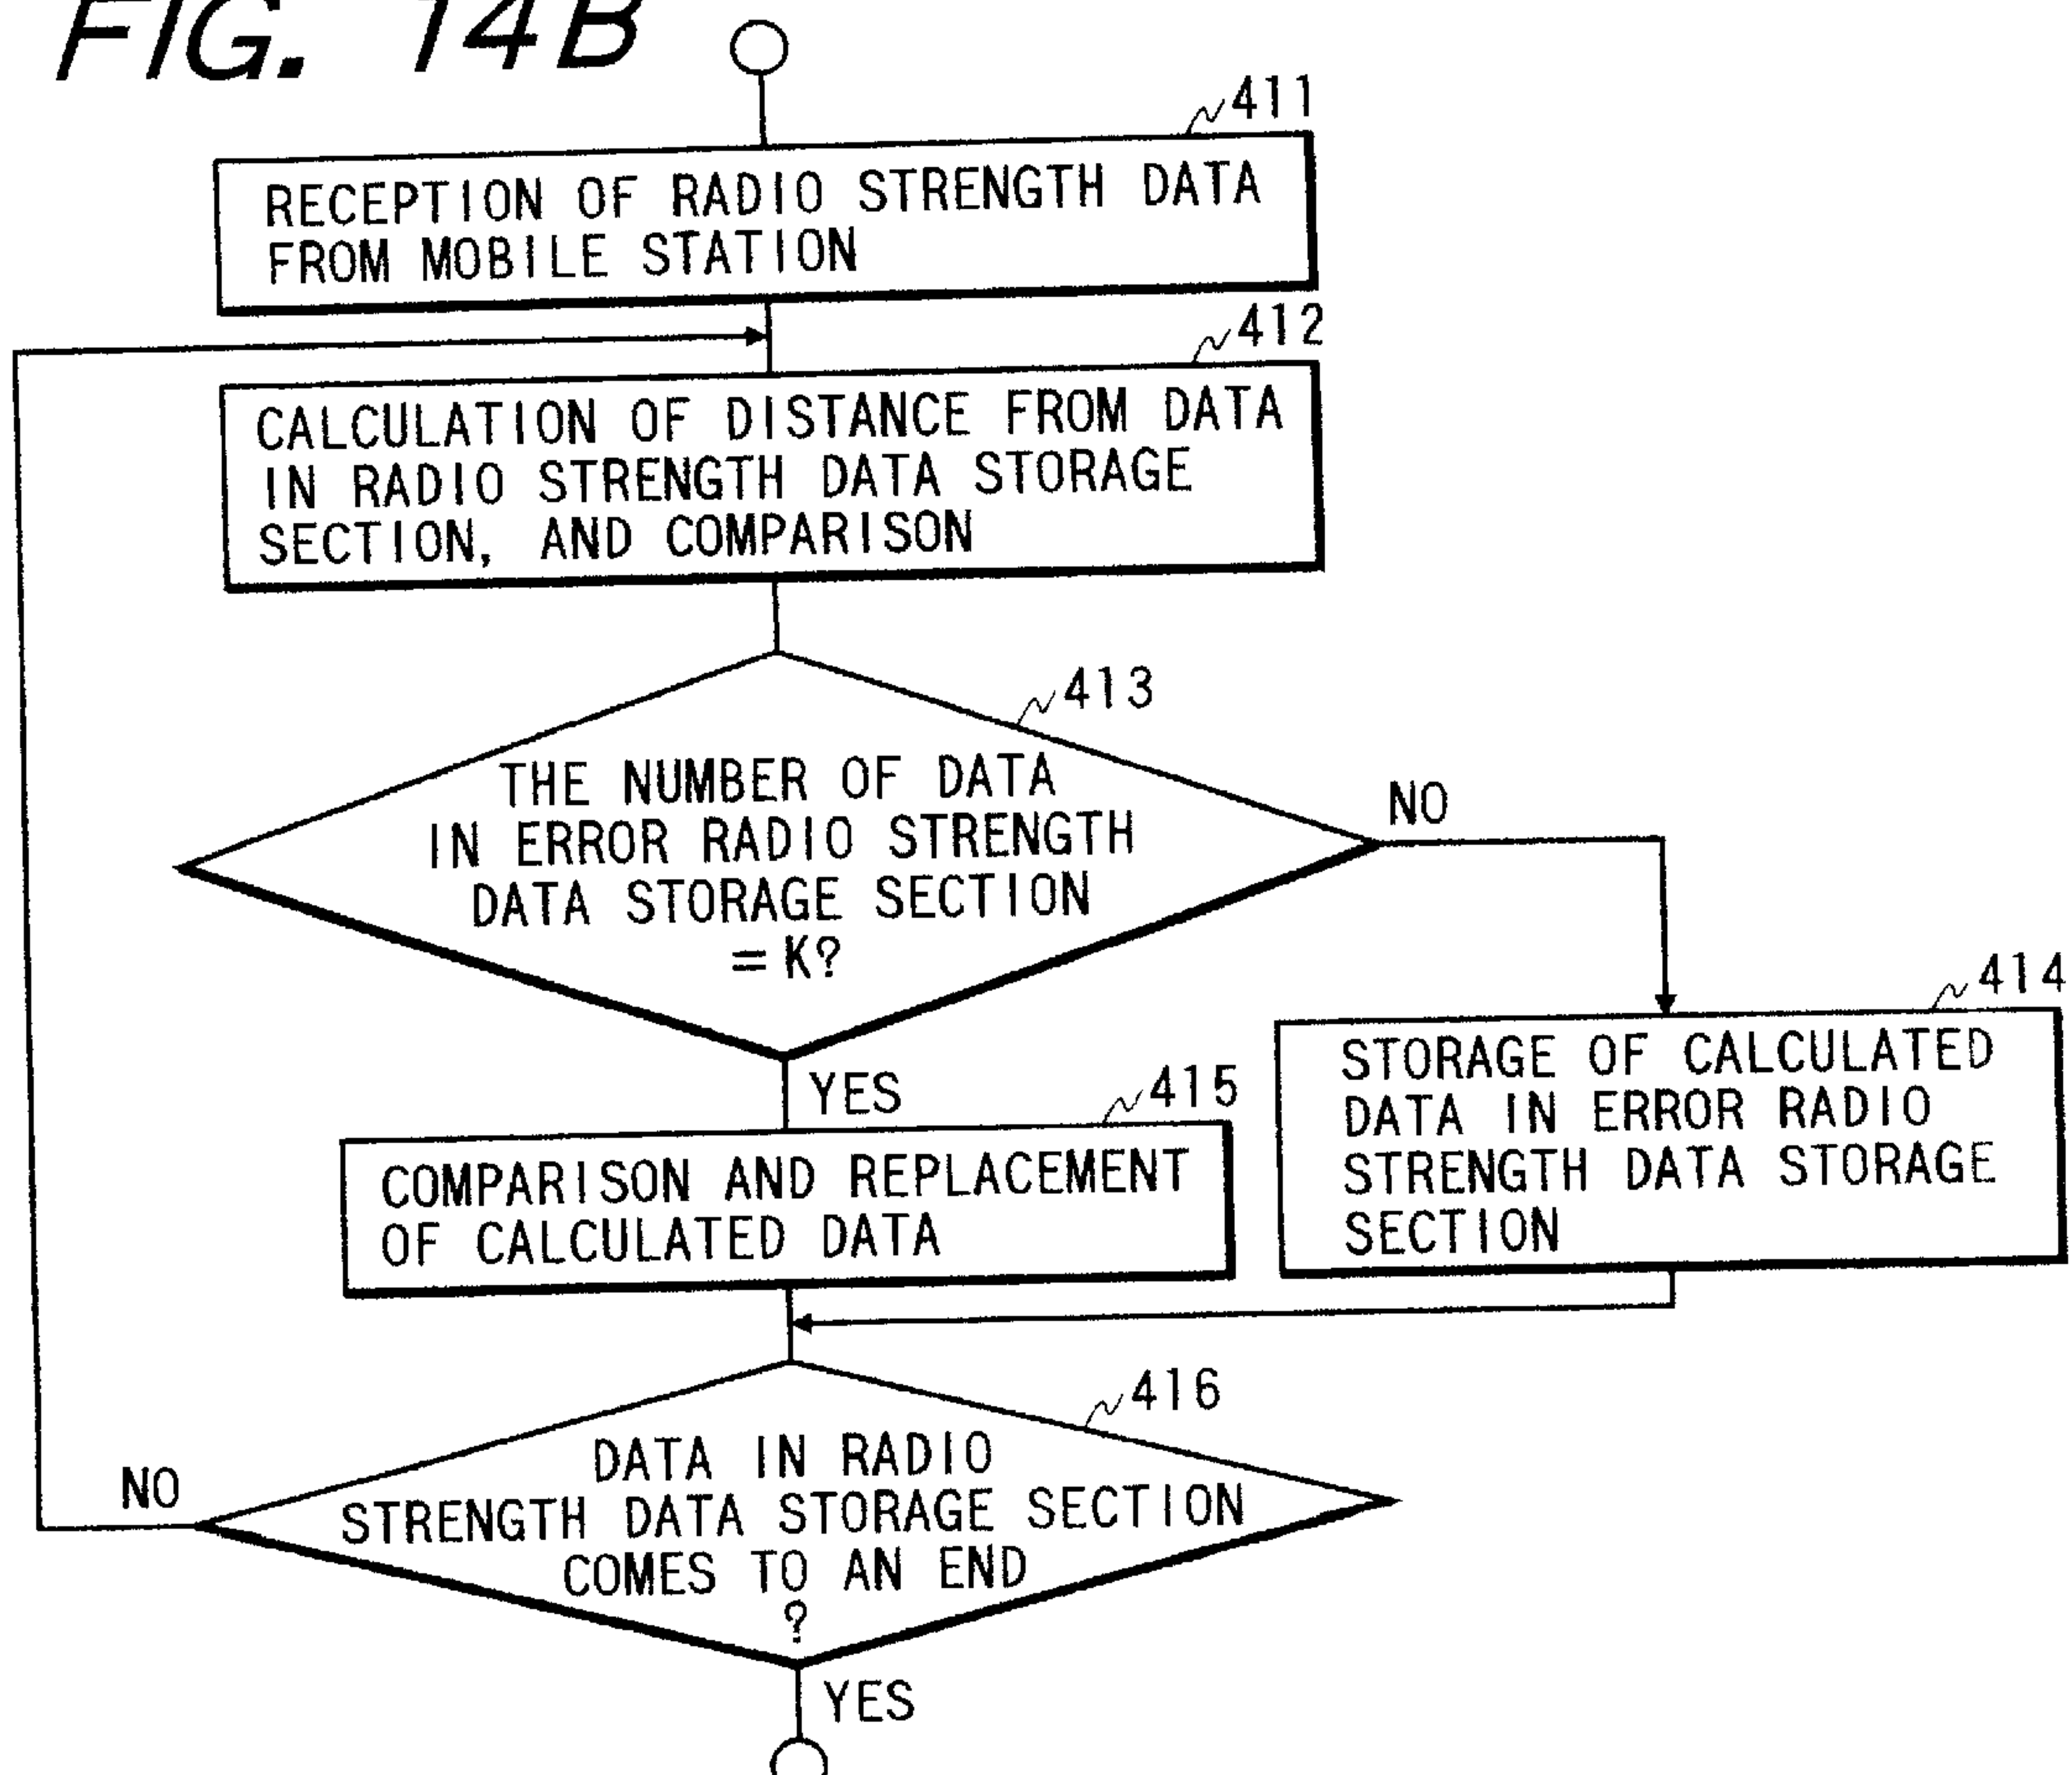 FIG. 14B
411
RECEPTION OF RADIO STRENGTH DATA
FROM MOBILE STATION
412
CALCULATION OF DISTANCE FROM DATA
IN RADIO STRENGTH DATA STORAGE
SECTION, AND COMPARISON
413
THE NUMBER OF DATA
IN ERROR RADIO STRENGTH
DATA STORAGE SECTION
= K?
NO
YES
414
STORAGE OF CALCULATED
DATA IN ERROR RADIO
STRENGTH DATA STORAGE
SECTION
415
COMPARISON AND REPLACEMENT
OF CALCULATED DATA
416
DATA IN RADIO
STRENGTH DATA STORAGE SECTION
COMES TO AN END
?
NO
YES